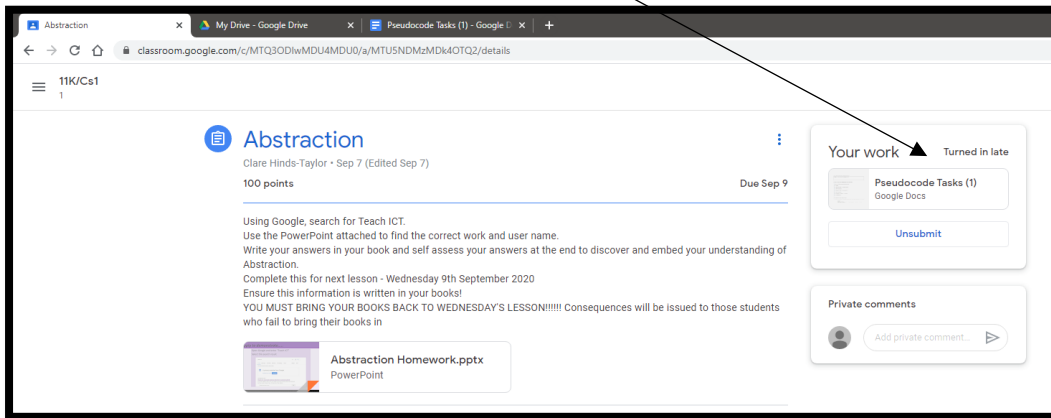 Abstraction
My Drive - Google Drive
Pseudocode Tasks (1) - Google D
classroom.google.com/c/MTQ3ODIwMDU4MDU0/a/MTU5NDMzMDk4OTQ2/details
11K/Cs1
1
Abstraction
Clare Hinds-Taylor • Sep 7 (Edited Sep 7)
100 points
Due Sep 9
Using Google, search for Teach ICT.
Use the PowerPoint attached to find the correct work and user name.
Write your answers in your book and self assess your answers at the end to discover and embed your understanding of
Abstraction.
Complete this for next lesson - Wednesday 9th September 2020
Ensure this information is written in your books!
YOU MUST BRING YOUR BOOKS BACK TO WEDNESDAY'S LESSON!!!!!! Consequences will be issued to those students
who fail to bring their books in
Abstraction Homework.pptx
PowerPoint
Your work
Turned in late
Pseudocode Tasks (1)
Google Docs
Unsubmit
Private comments
Add private comment...